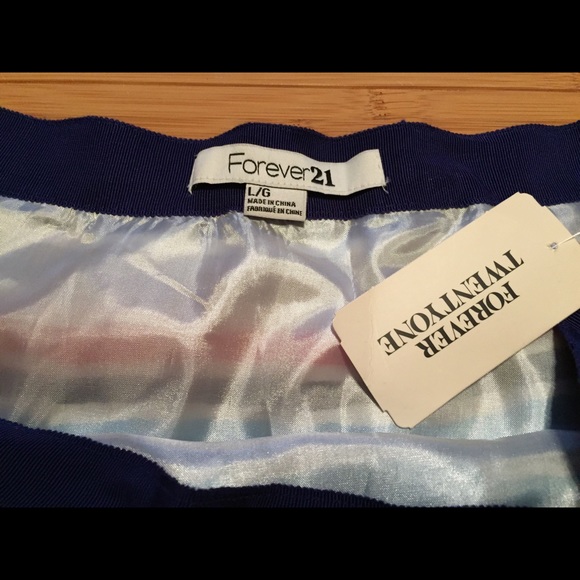 Forever21
L/G
MADE IN CHINA
FABRIQUÉ EN CHINE
FOREVER
TWENTYONE